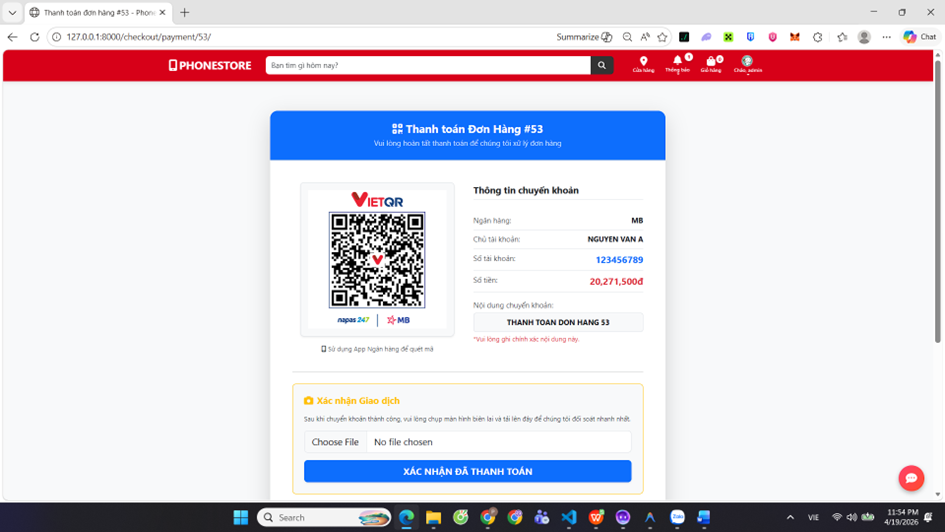 Thanh toán đơn hàng #53 - Phon
127.0.0.1:8000/checkout/payment/53/
Summarize
Chat
PHONESTORE
Bạn tìm gì hôm nay?
Cửa hàng
Thông báo
1
Giỏ hàng
0
Chào, admin
Thanh toán Đơn Hàng #53
Vui lòng hoàn tất thanh toán để chúng tôi xử lý đơn hàng
VIETQR
napas 247
MB
Sử dụng App Ngân hàng để quét mã
Thông tin chuyển khoản
Ngân hàng:
MB
Chủ tài khoản:
NGUYEN VAN A
Số tài khoản:
123456789
Số tiền:
20,271,500đ
Nội dung chuyển khoản:
THANH TOAN DON HANG 53
*Vui lòng ghi chính xác nội dung này.
Xác nhận Giao dịch
Sau khi chuyển khoản thành công, vui lòng chụp màn hình biên lai và tải lên đây để chúng tôi đối soát nhanh nhất.
Choose File
No file chosen
XÁC NHẬN ĐÃ THANH TOÁN
Search
Zalo
VIE
11:54 PM
4/19/2026